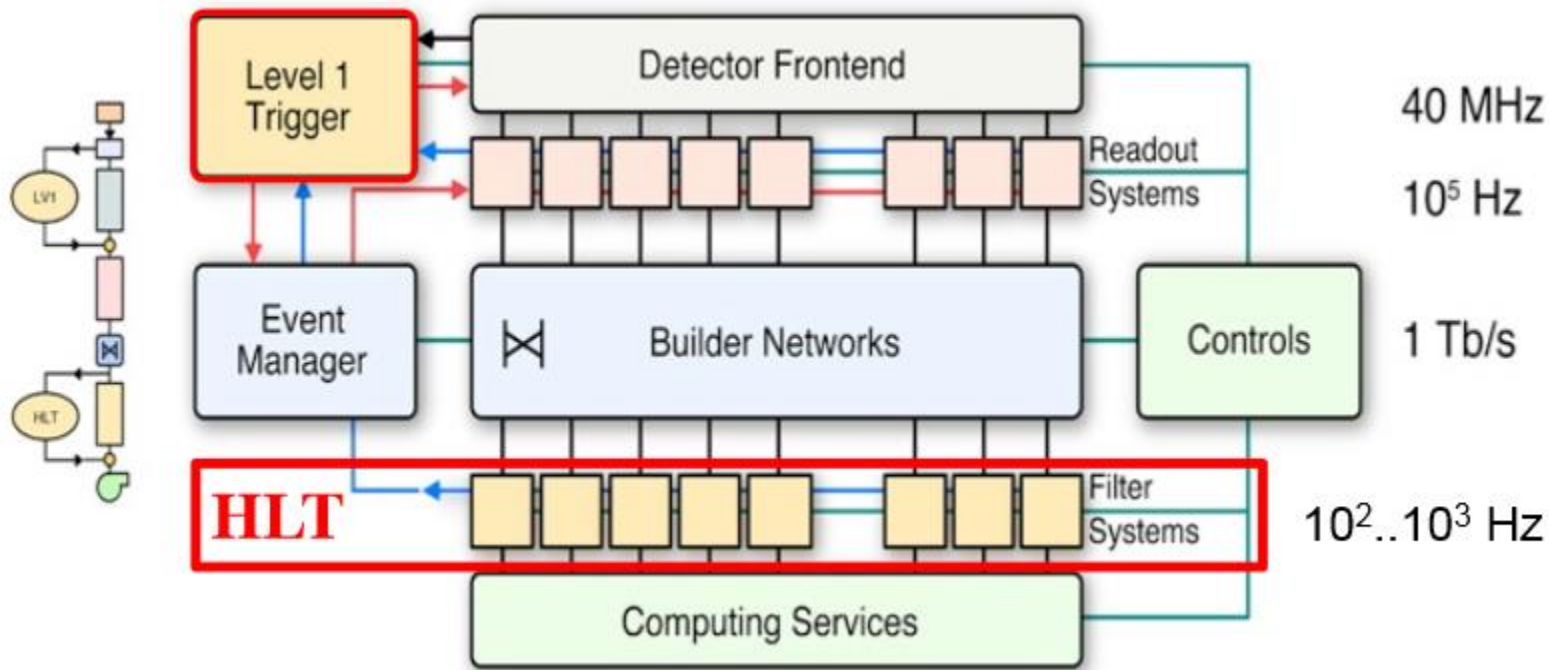 Level 1
Trigger
Detector Frontend
40 MHz
Readout
Systems
10⁵ Hz
LV1
Event
Manager
Builder Networks
Controls
1 Tb/s
HLT
HLT
Filter
Systems
10²..10³ Hz
Computing Services